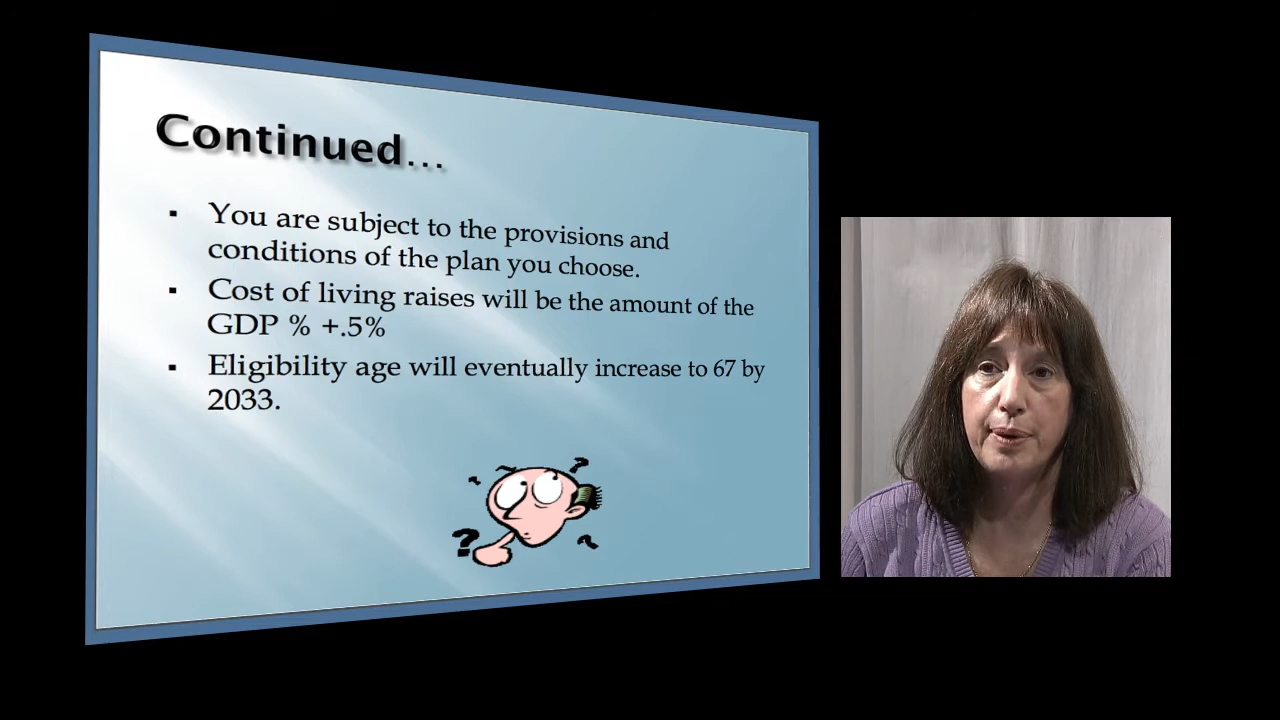 Continued...
▪ You are subject to the provisions and
conditions of the plan you choose.
▪ Cost of living raises will be the amount of the
GDP % +.5%
▪ Eligibility age will eventually increase to 67 by
2033.
?
?